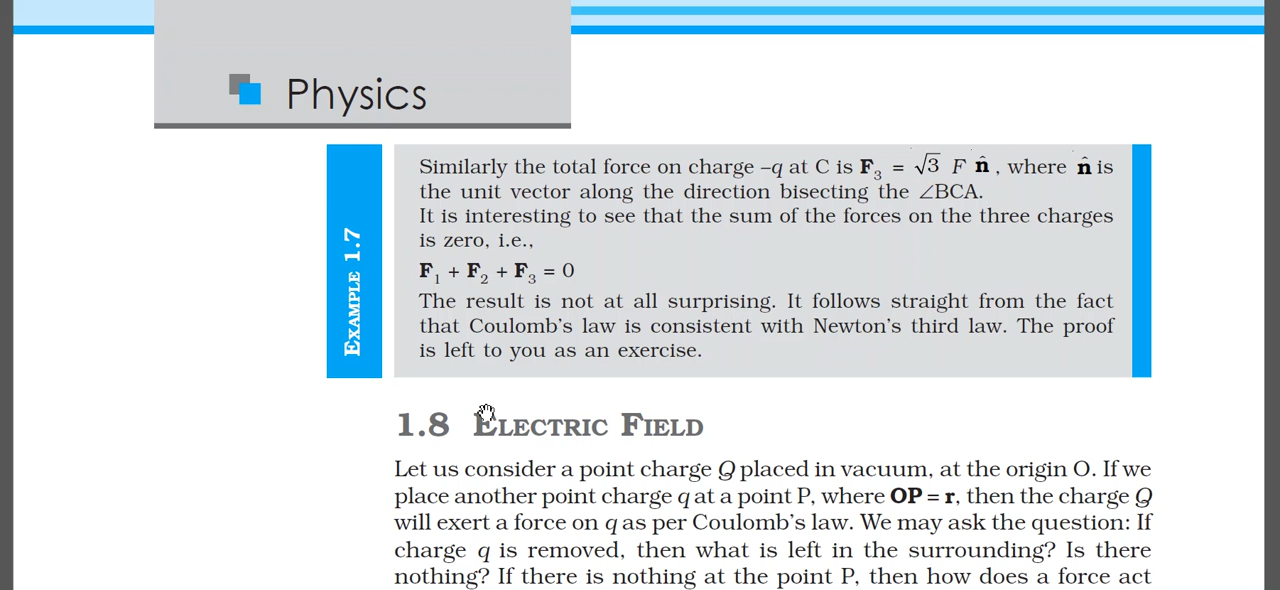 Physics
EXAMPLE 1.7
Similarly the total force on charge –q at C is F₃ = √3 F n̂ , where n̂ is
the unit vector along the direction bisecting the ∠BCA.
It is interesting to see that the sum of the forces on the three charges
is zero, i.e.,
F₁ + F₂ + F₃ = 0
The result is not at all surprising. It follows straight from the fact
that Coulomb’s law is consistent with Newton’s third law. The proof
is left to you as an exercise.
1.8 ELECTRIC FIELD
Let us consider a point charge Q placed in vacuum, at the origin O. If we
place another point charge q at a point P, where OP = r, then the charge Q
will exert a force on q as per Coulomb’s law. We may ask the question: If
charge q is removed, then what is left in the surrounding? Is there
nothing? If there is nothing at the point P, then how does a force act